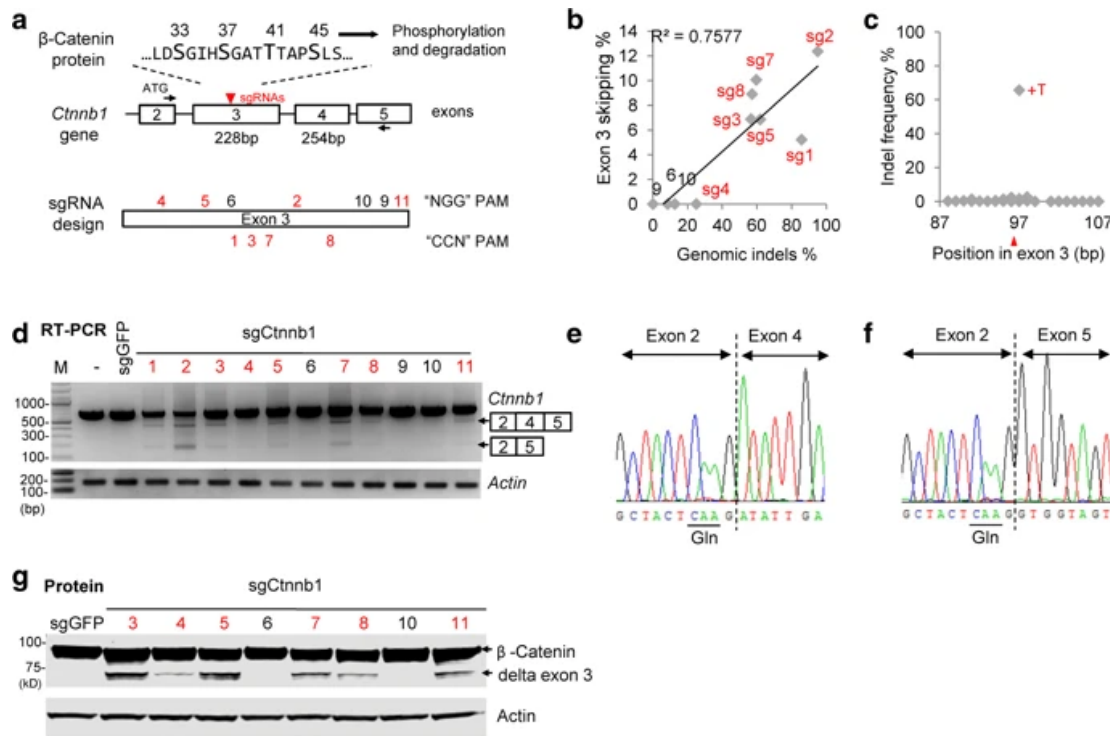 a
33 37 41 45
β-Catenin protein
…LDSGIHSGATTTAPSLS…
Phosphorylation and degradation
ATG
sgRNAs
Ctnnb1 gene
2 3 4 5
exons
228bp 254bp
sgRNA design
4 5 6 2 10 9 11
"NGG" PAM
Exon 3
1 3 7 8
"CCN" PAM
b
Exon 3 skipping %
14
12
10
8
6
4
2
0
R² = 0.7577
sg2
sg7
sg8
sg3
sg5
sg1
6
9 10
sg4
0 20 40 60 80 100
Genomic indels %
c
Indel frequency %
100
80
60
40
20
0
+T
87 97 107
Position in exon 3 (bp)
d
RT-PCR
sgCtnnb1
M - sgGFP 1 2 3 4 5 6 7 8 9 10 11
1000
500
300
100
Ctnnb1
2 4 5
2 5
200
100
(bp)
Actin
e
Exon 2 Exon 4
GCTACTCAAGATATTGA
Gln
f
Exon 2 Exon 5
GCTACTCAAGGTGGTAGT
Gln
g
Protein
sgCtnnb1
sgGFP 3 4 5 6 7 8 10 11
100
75
(kD)
β-Catenin
delta exon 3
Actin